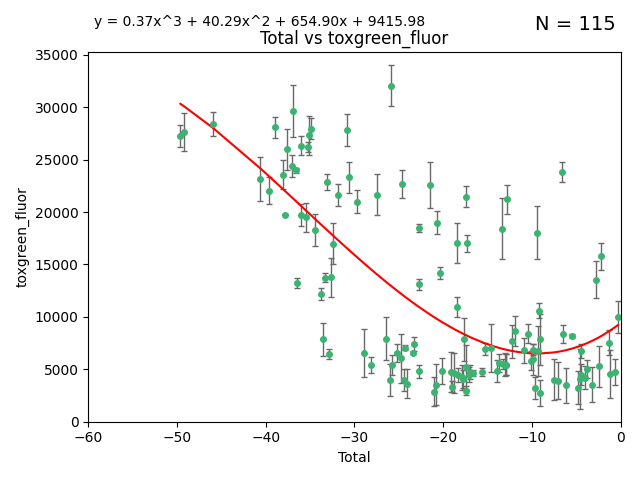 y = 0.37x^3 + 40.29x^2 + 654.90x + 9415.98
N = 115
Total vs toxgreen_fluor
35000
30000
25000
20000
15000
10000
5000
0
toxgreen_fluor
−60 −50 −40 −30 −20 −10 0
Total